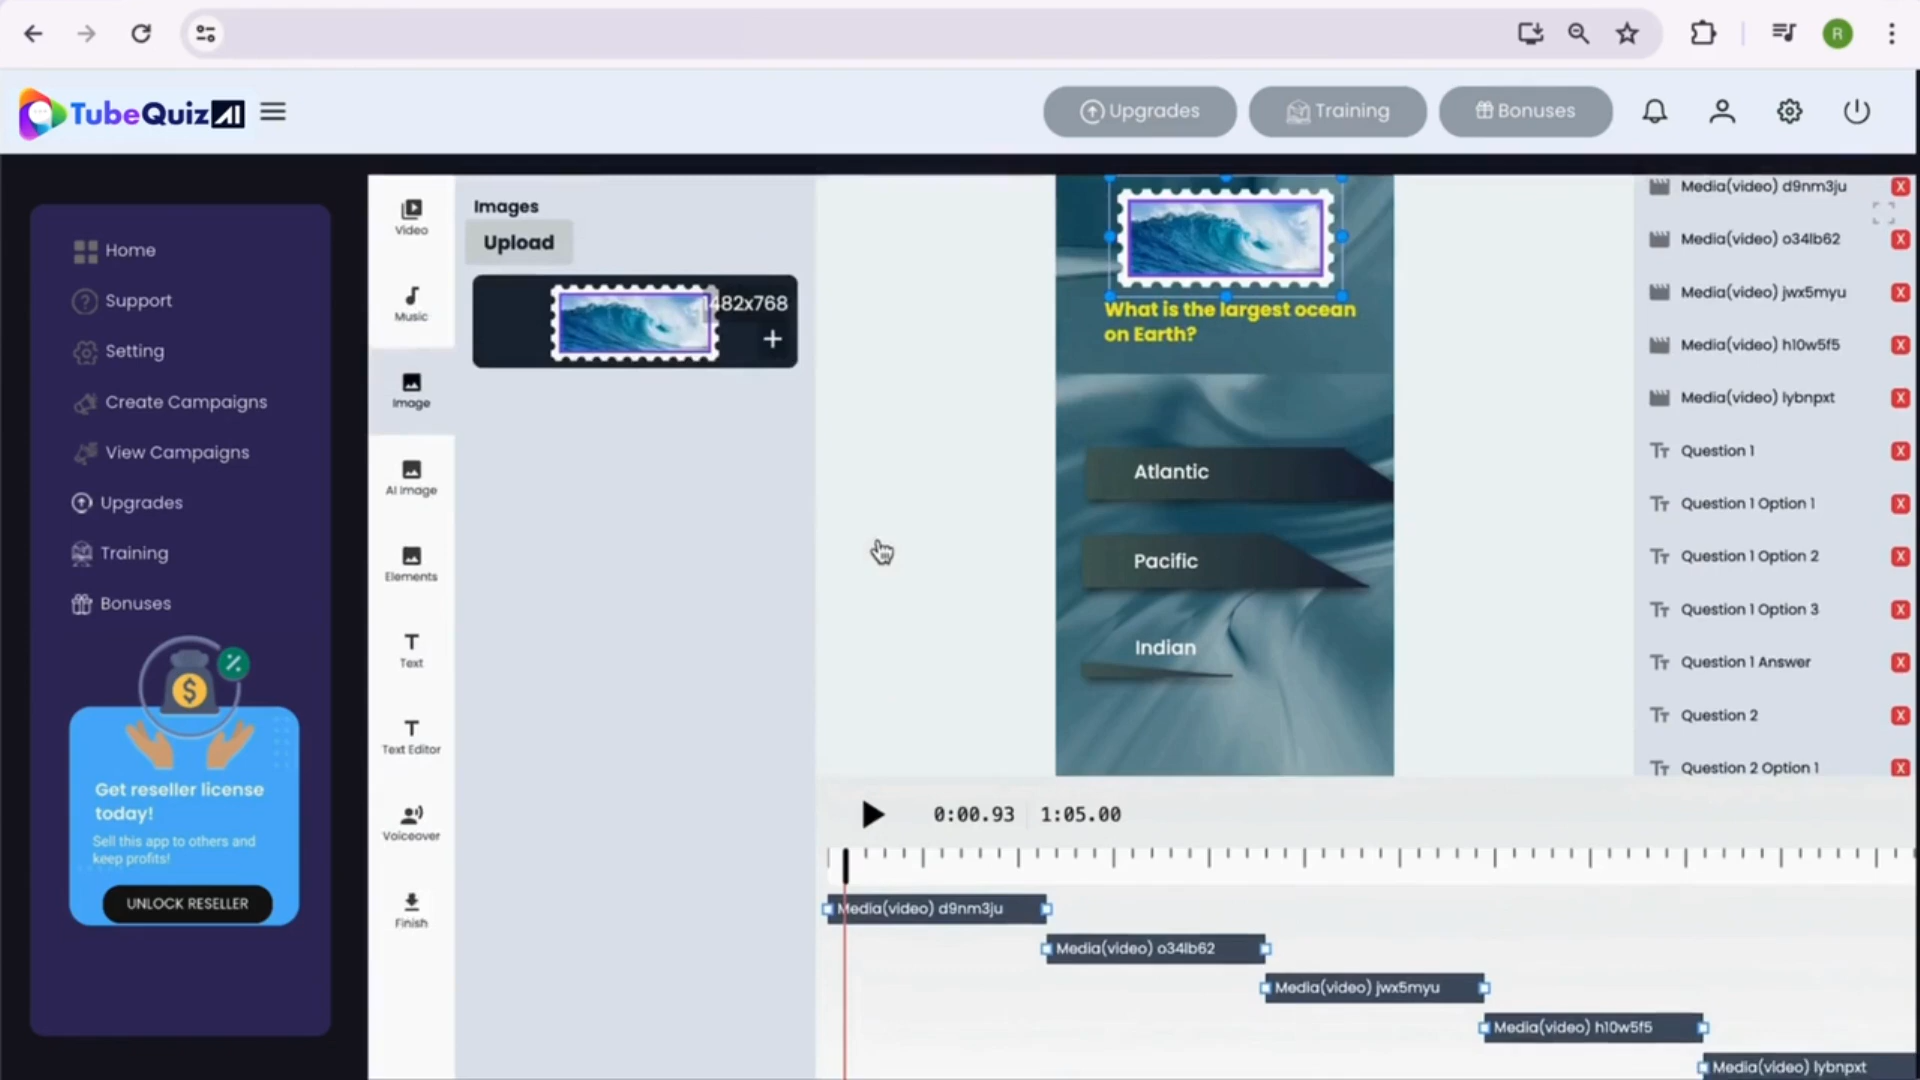 R
TubeQuiz AI
Upgrades
Training
Bonuses
Home
Support
Setting
Create Campaigns
View Campaigns
Upgrades
Training
Bonuses
Get reseller license
today!
Sell this app to others and
keep profits!
UNLOCK RESELLER
Video
Music
Image
AI Image
Elements
Text
Text Editor
Voiceover
Finish
Images
Upload
1482x768
What is the largest ocean
on Earth?
Atlantic
Pacific
Indian
Media(video) d9nm3ju
Media(video) o34lb62
Media(video) jwx5myu
Media(video) h10w5f5
Media(video) lybnpxt
Question 1
Question 1 Option 1
Question 1 Option 2
Question 1 Option 3
Question 1 Answer
Question 2
Question 2 Option 1
0:00.93 1:05.00
Media(video) d9nm3ju
Media(video) o34lb62
Media(video) jwx5myu
Media(video) h10w5f5
Media(video) lybnpxt